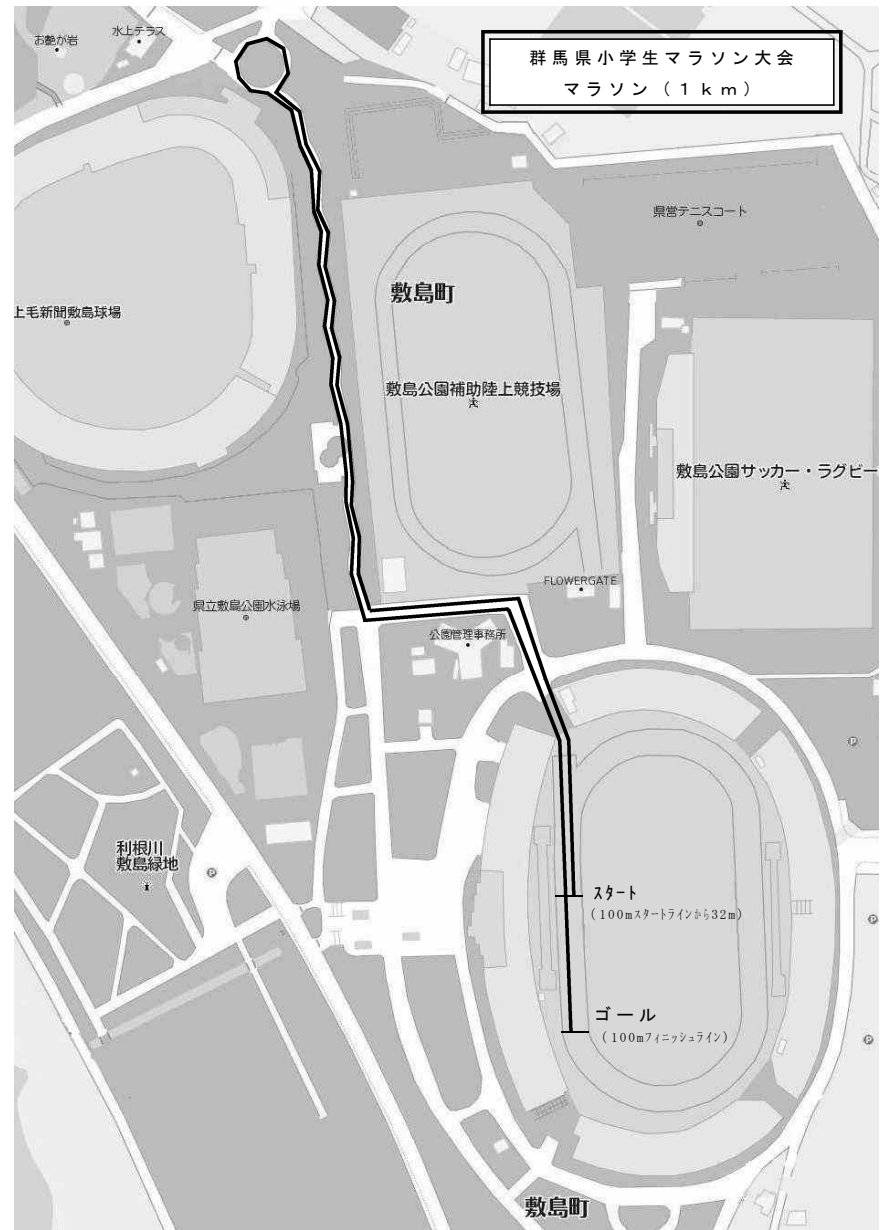 群馬県小学生マラソン大会
マラソン（1km）
お艶が岩
水上テラス
県営テニスコート
敷島町
上毛新聞敷島球場
敷島公園補助陸上競技場
敷島公園サッカー・ラグビー
FLOWERGATE
県立敷島公園水泳場
公園管理事務所
P
利根川
敷島緑地
P
スタート
（100mスタートラインから32m）
P
ゴール
（100mフィニッシュライン）
P
敷島町